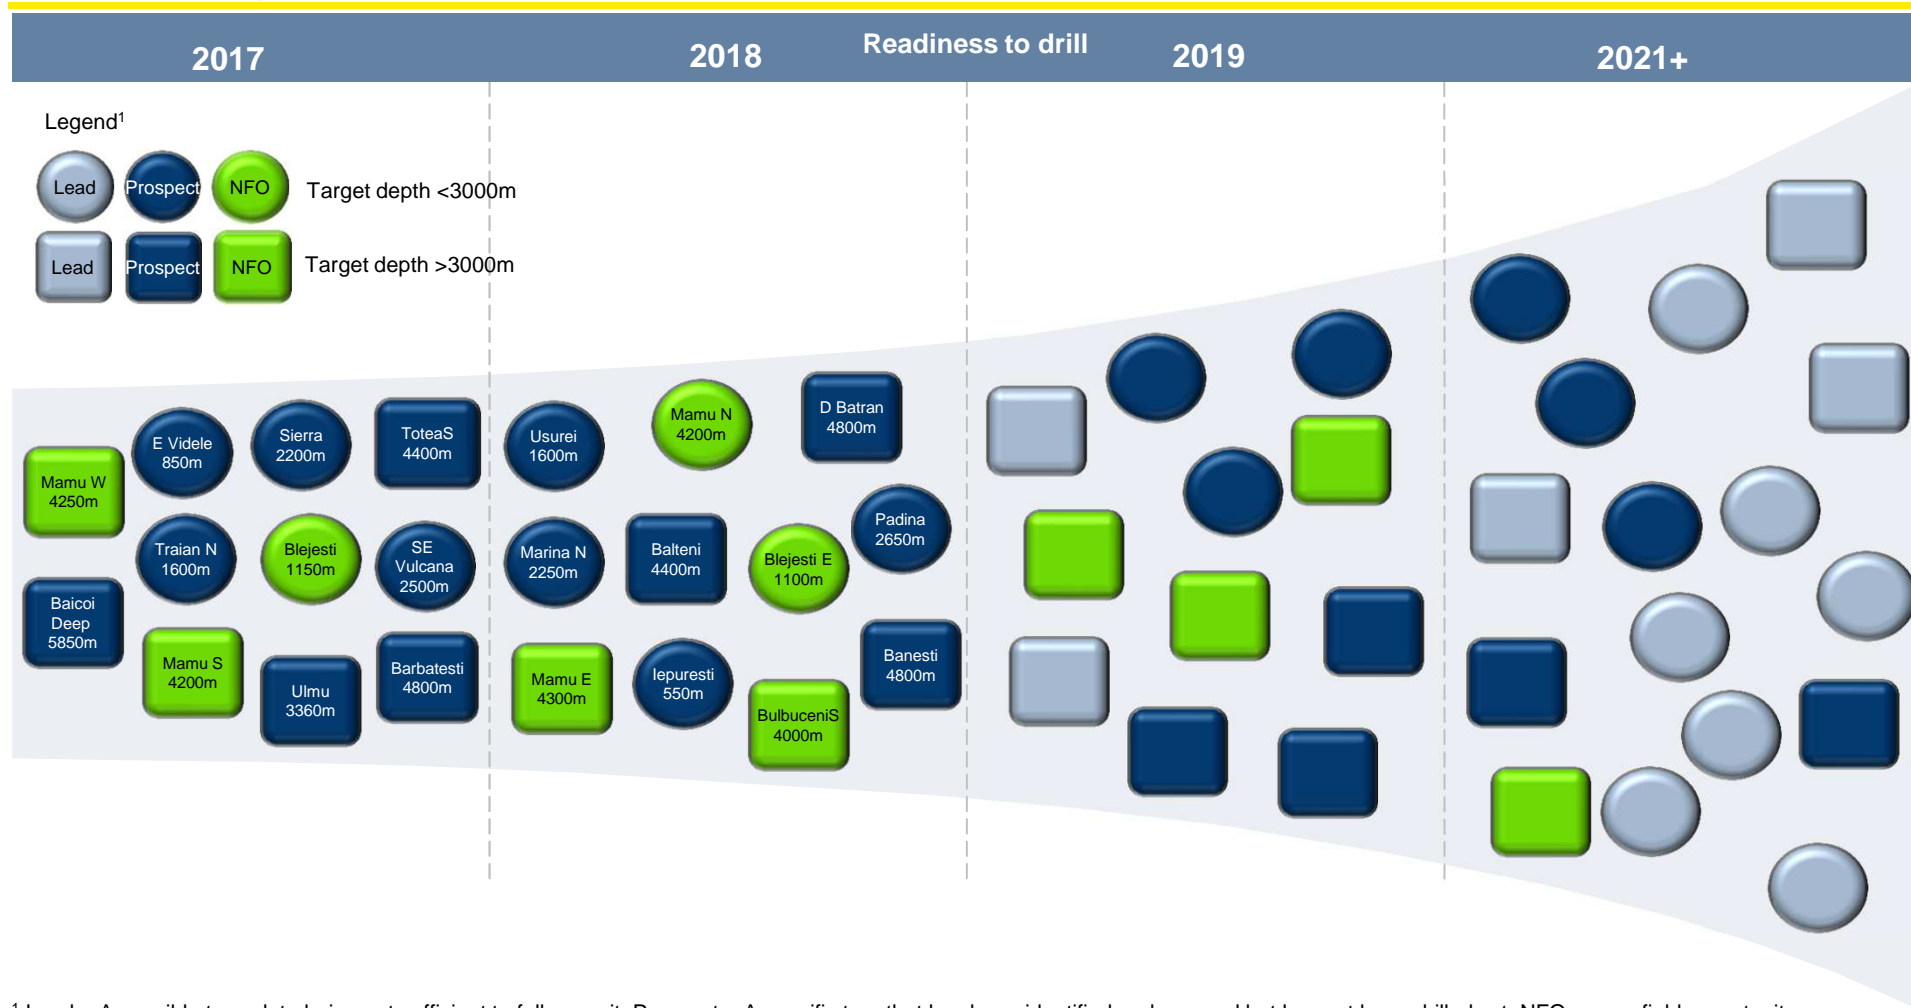 Readiness to drill
2017
2018
2019
2021+
Legend1
Lead
Prospect
NFO
Target depth <3000m
Lead
Prospect
NFO
Target depth >3000m
Mamu W
4250m
E Videle
850m
Sierra
2200m
ToteaS
4400m
Traian N
1600m
Blejesti
1150m
SE
Vulcana
2500m
Baicoi
Deep
5850m
Mamu S
4200m
Ulmu
3360m
Barbatesti
4800m
Usurei
1600m
Mamu N
4200m
D Batran
4800m
Marina N
2250m
Balteni
4400m
Blejesti E
1100m
Padina
2650m
Mamu E
4300m
Iepuresti
550m
BulbuceniS
4000m
Banesti
4800m